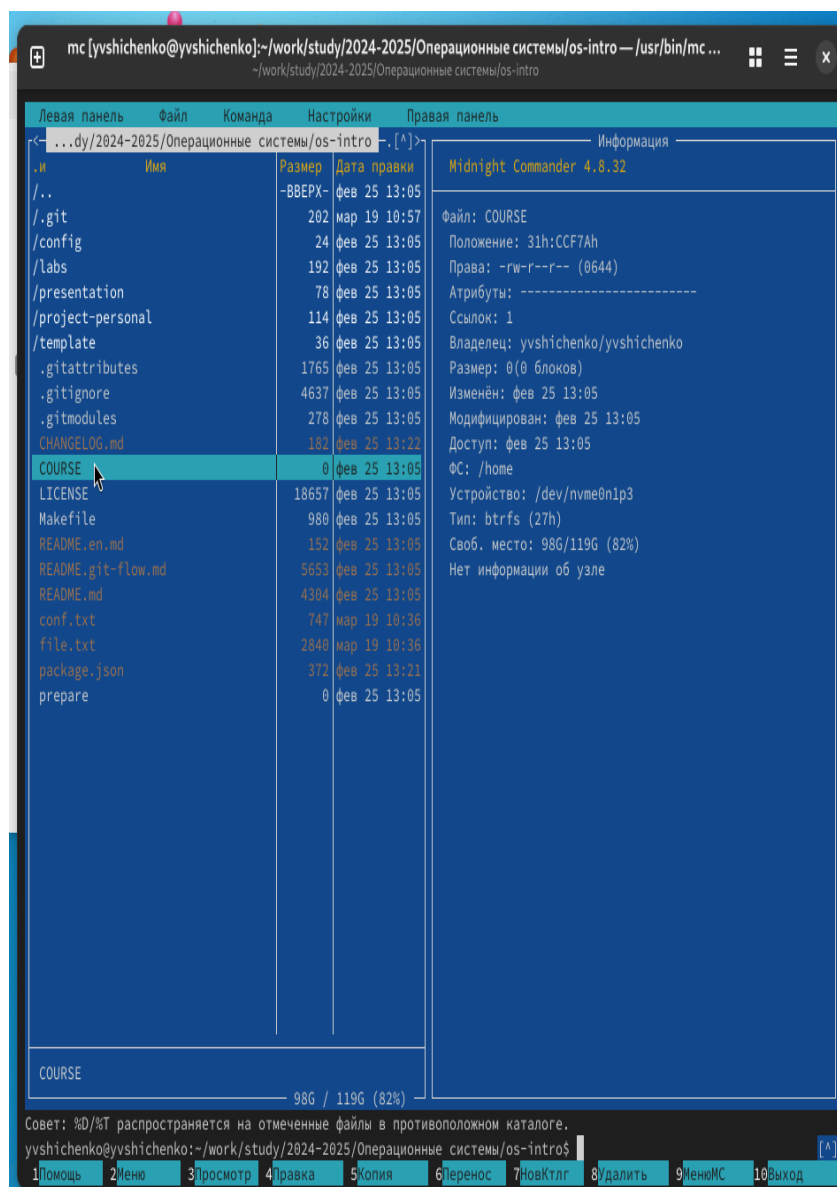 mc [yvshichenko@yvshichenko]:~/work/study/2024-2025/Операционные системы/os-intro — /usr/bin/mc ...
~/work/study/2024-2025/Операционные системы/os-intro
Левая панель Файл Команда Настройки Правая панель
<- ...dy/2024-2025/Операционные системы/os-intro -.[^]>
.и Имя Размер Дата правки
/.. -ВВЕРХ- фев 25 13:05
/.git 202 мар 19 10:57
/config 24 фев 25 13:05
/labs 192 фев 25 13:05
/presentation 78 фев 25 13:05
/project-personal 114 фев 25 13:05
/template 36 фев 25 13:05
.gitattributes 1765 фев 25 13:05
.gitignore 4637 фев 25 13:05
.gitmodules 278 фев 25 13:05
CHANGELOG.md 182 фев 25 13:22
COURSE 0 фев 25 13:05
LICENSE 18657 фев 25 13:05
Makefile 980 фев 25 13:05
README.en.md 152 фев 25 13:05
README.git-flow.md 5653 фев 25 13:05
README.md 4304 фев 25 13:05
conf.txt 747 мар 19 10:36
file.txt 2840 мар 19 10:36
package.json 372 фев 25 13:21
prepare 0 фев 25 13:05
COURSE
98G / 119G (82%)
Информация
Midnight Commander 4.8.32
Файл: COURSE
Положение: 31h:CCF7Ah
Права: -rw-r--r-- (0644)
Атрибуты: -------------------------
Ссылок: 1
Владелец: yvshichenko/yvshichenko
Размер: 0(0 блоков)
Изменён: фев 25 13:05
Модифицирован: фев 25 13:05
Доступ: фев 25 13:05
ФС: /home
Устройство: /dev/nvme0n1p3
Тип: btrfs (27h)
Своб. место: 98G/119G (82%)
Нет информации об узле
Совет: %D/%T распространяется на отмеченные файлы в противоположном каталоге.
yvshichenko@yvshichenko:~/work/study/2024-2025/Операционные системы/os-intro$ [^]
1Помощь 2Меню 3Просмотр 4Правка 5Копия 6Перенос 7НовКтлг 8Удалить 9МенюMC 10Выход